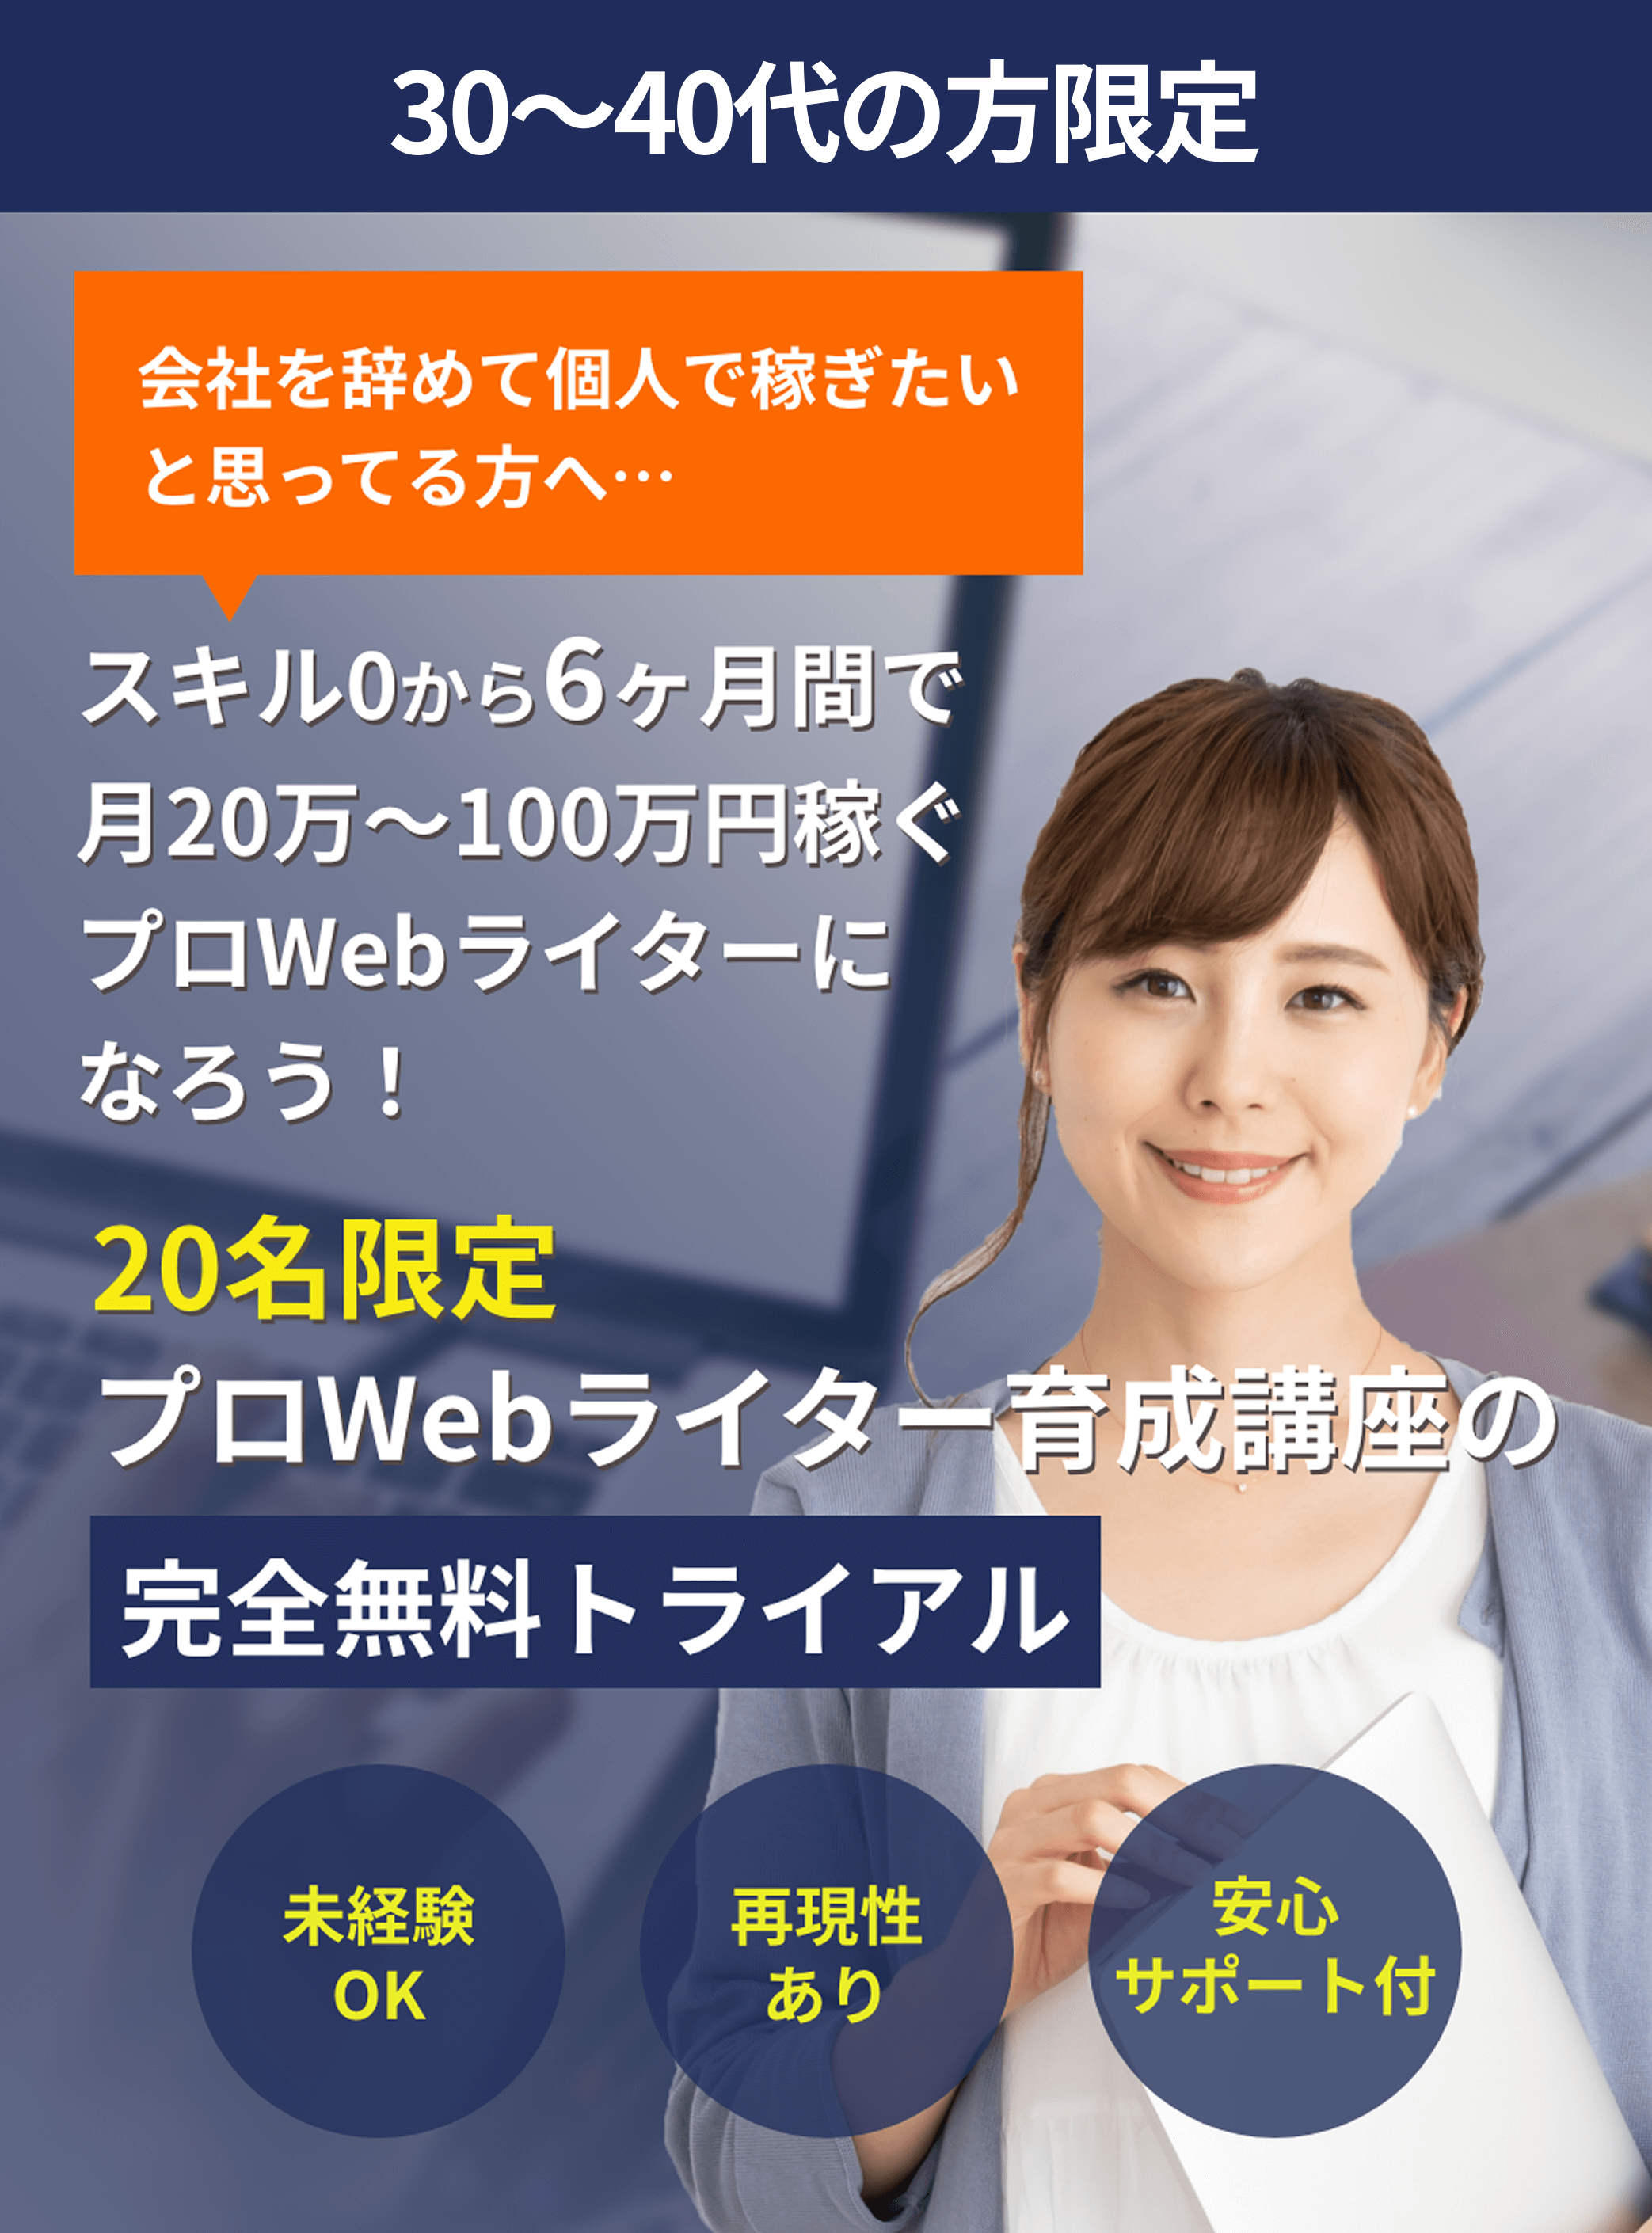 30〜40代の方限定
会社を辞めて個人で稼ぎたい
と思ってる方へ…
スキル0から6ヶ月間で
月20万〜100万円稼ぐ
プロWebライターに
なろう！
20名限定
プロWebライター育成講座の
完全無料トライアル
未経験
OK
再現性
あり
安心
サポート付